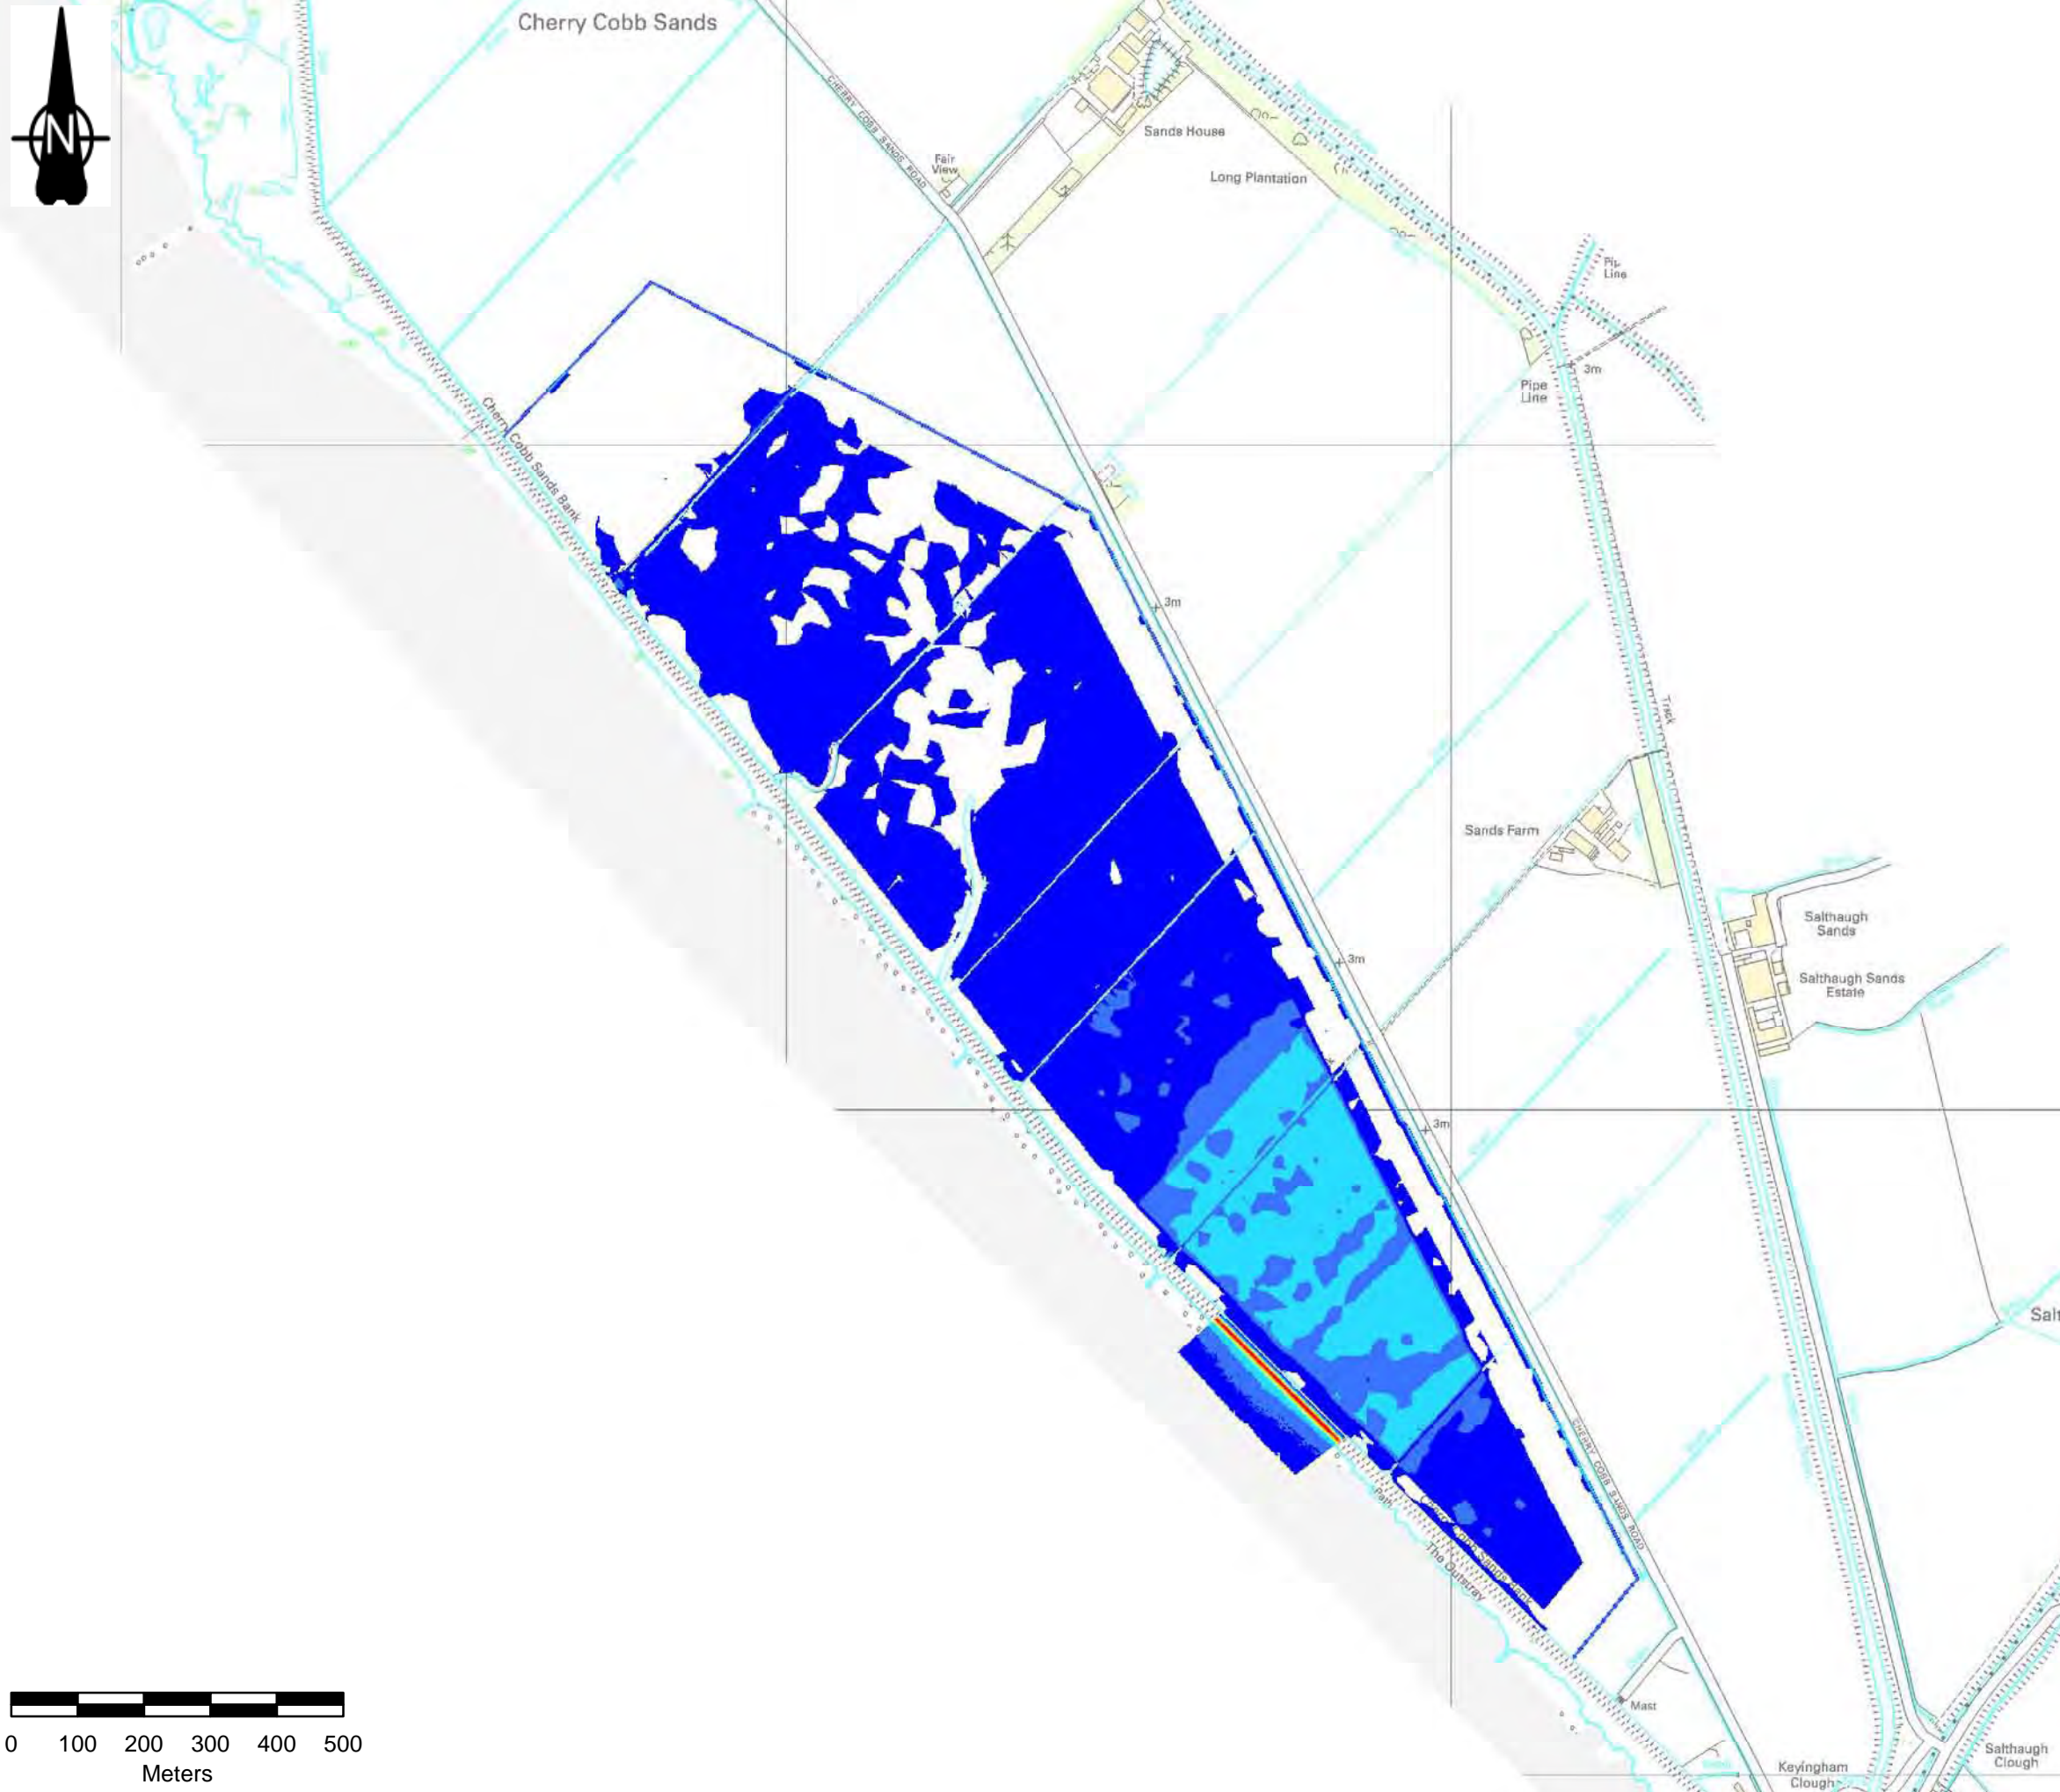 Cherry Cobb Sands
N
CHERRY COBB SANDS ROAD
Fair
View
Sands House
Long Plantation
Pipe
Line
3m
Cherry Cobb Sands Bank
3m
Track
Sands Farm
Salthaugh
Sands
3m
Salthaugh Sands
Estate
3m
Salt
CHERRY COBB SANDS ROAD
Path
The Outstray
Mast
Salthaugh
Clough
Keyingham
Clough
0 100 200 300 400 500
Meters